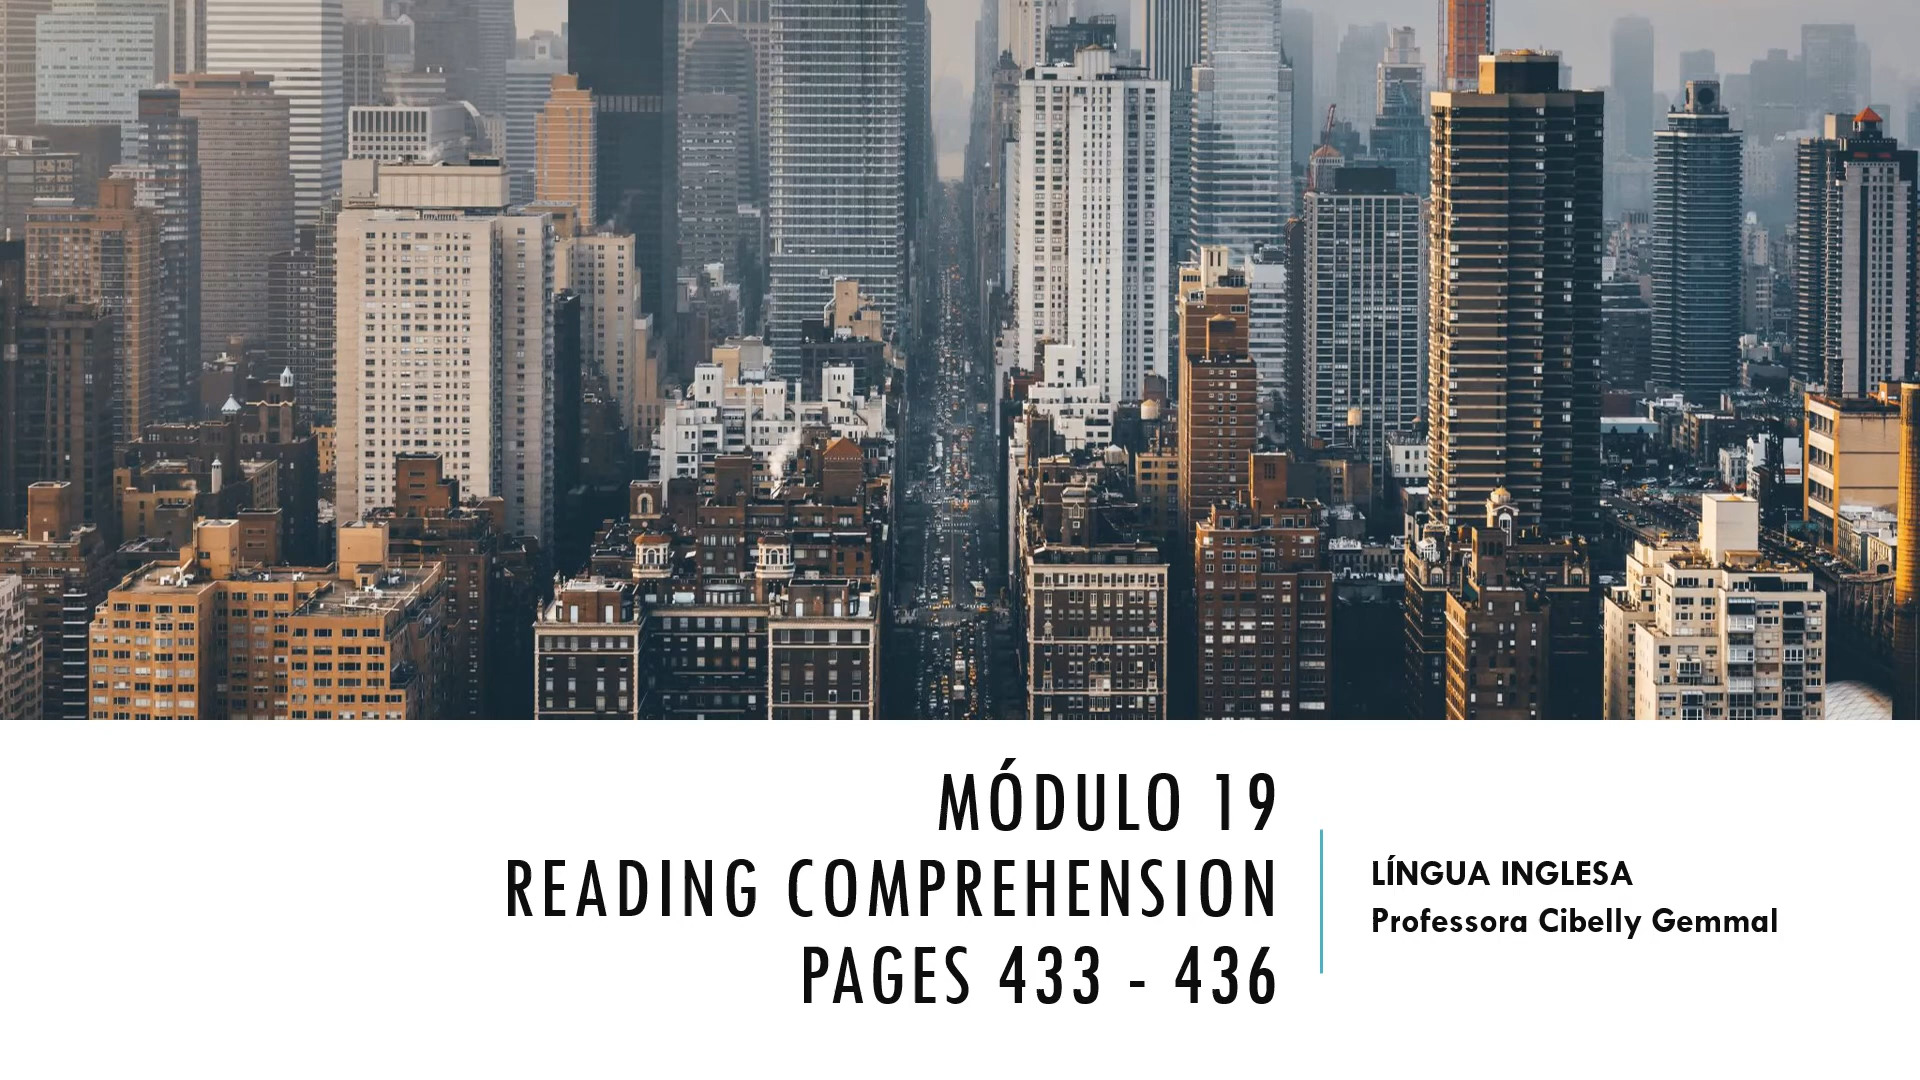 MÓDULO 19
READING COMPREHENSION
PAGES 433 - 436
LÍNGUA INGLESA
Professora Cibelly Gemmal